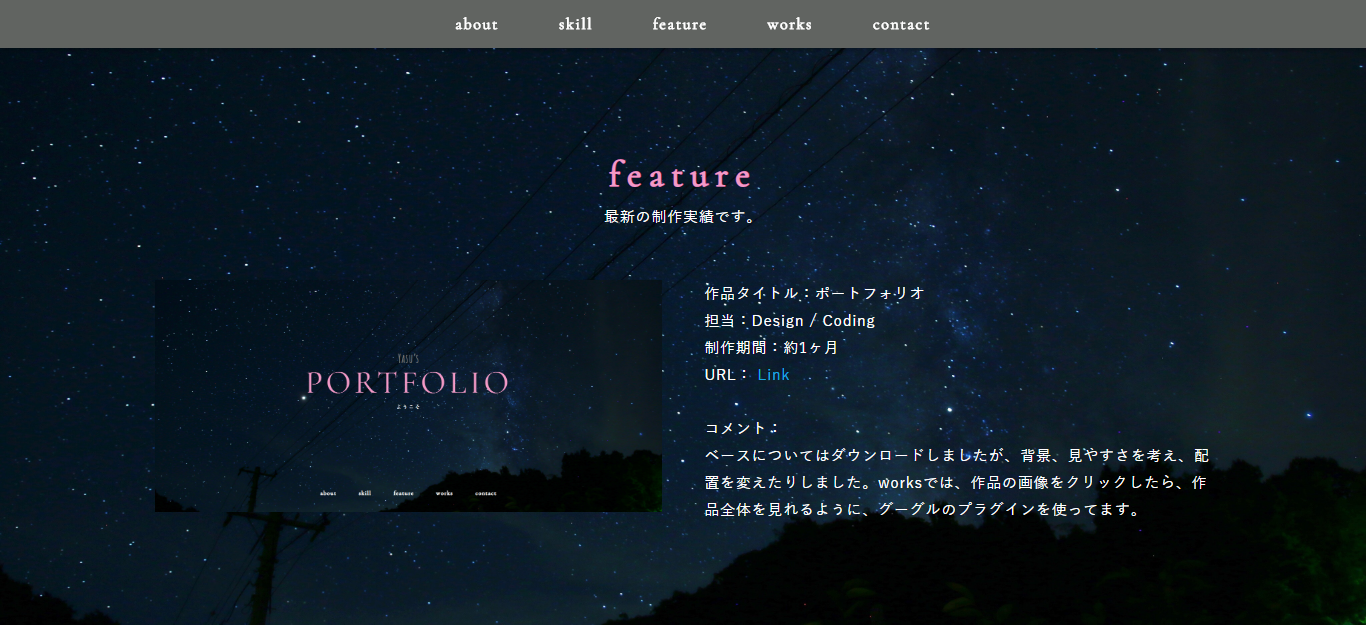 about skill feature works contact
feature
最新の制作実績です。
Yasu's
PORTFOLIO
ようこそ
about skill feature works contact
作品タイトル：ポートフォリオ
担当：Design / Coding
制作期間：約1ヶ月
URL： Link
コメント：
ベースについてはダウンロードしましたが、背景、見やすさを考え、配
置を変えたりしました。worksでは、作品の画像をクリックしたら、作
品全体を見れるように、グーグルのプラグインを使ってます。